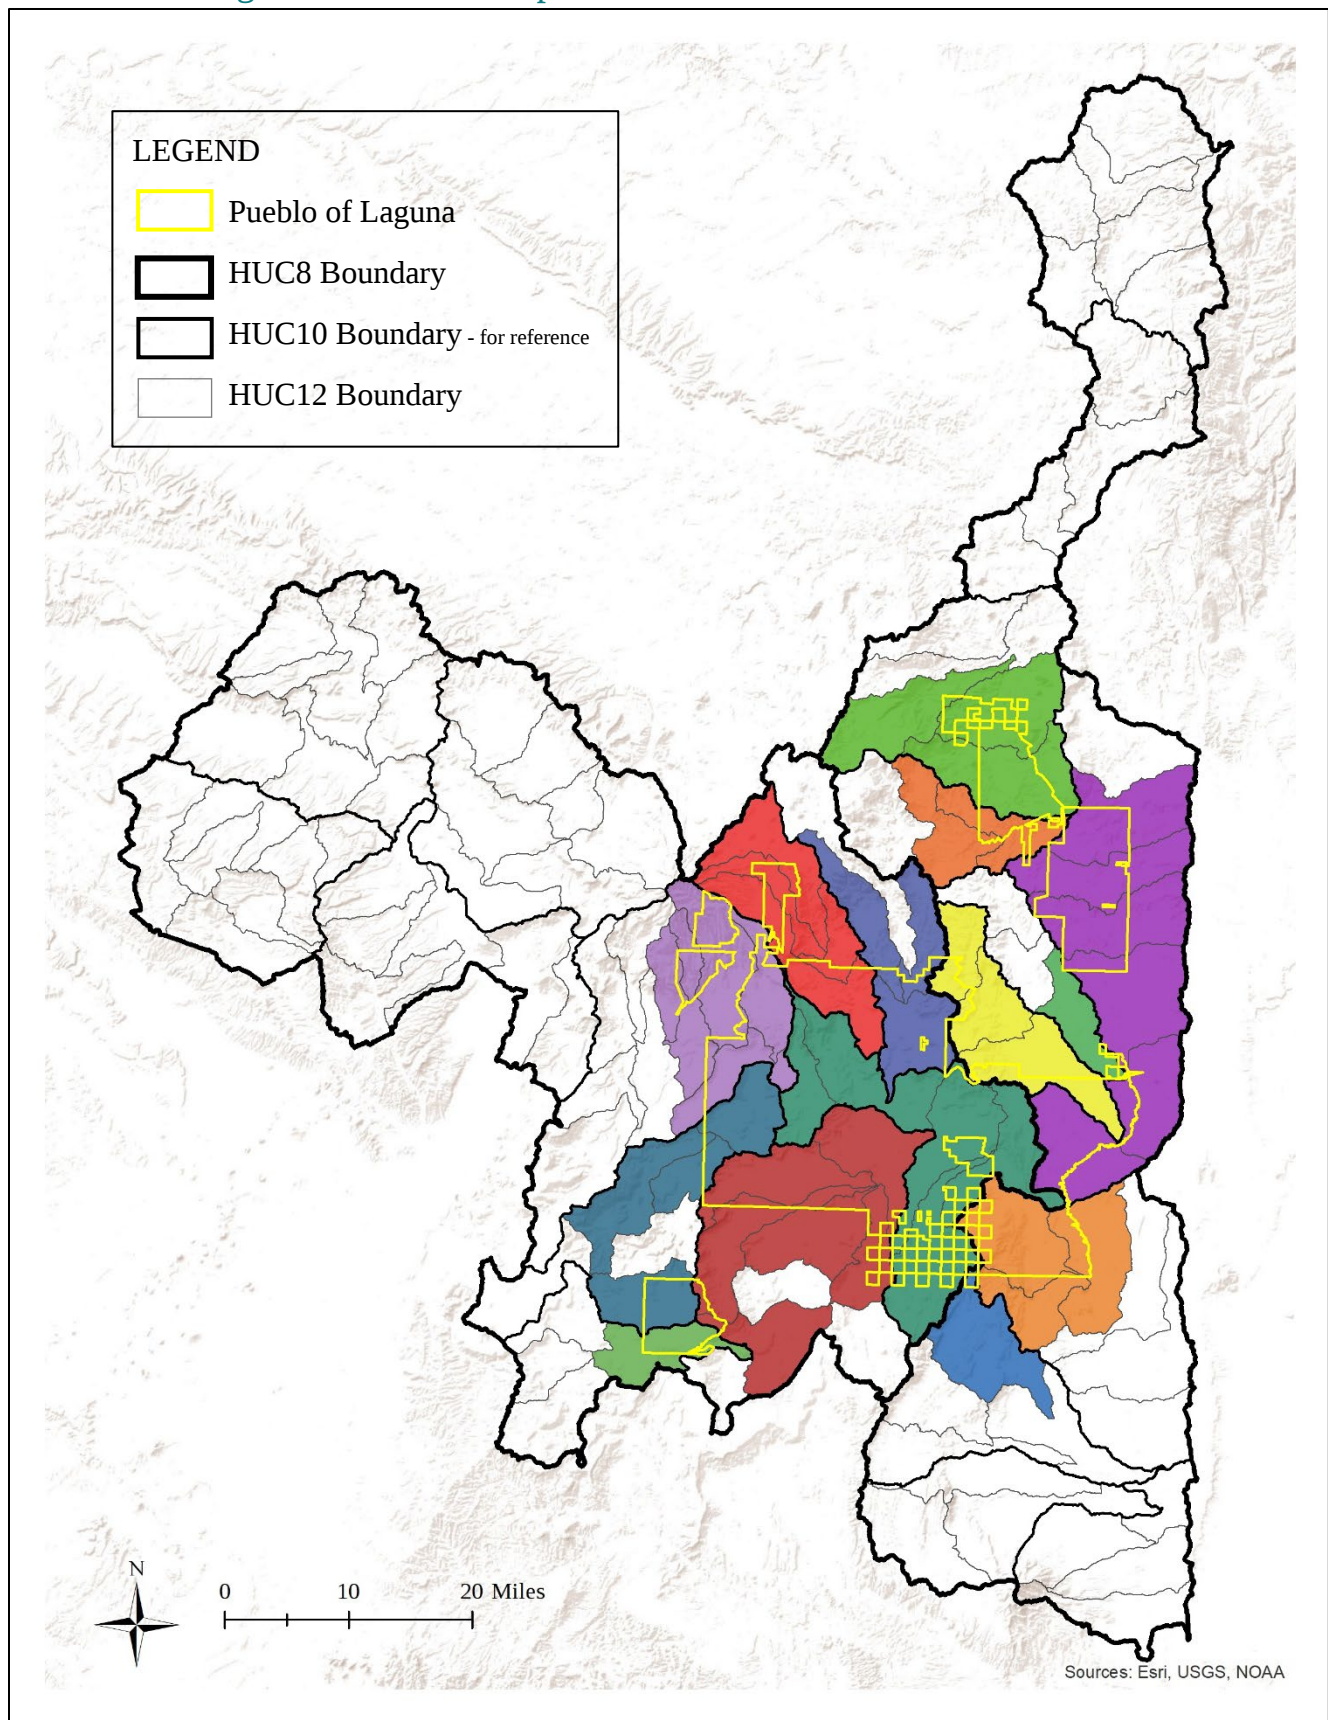 LEGEND
Pueblo of Laguna
HUC8 Boundary
HUC10 Boundary - for reference
HUC12 Boundary
N
0 10 20 Miles
Sources: Esri, USGS, NOAA